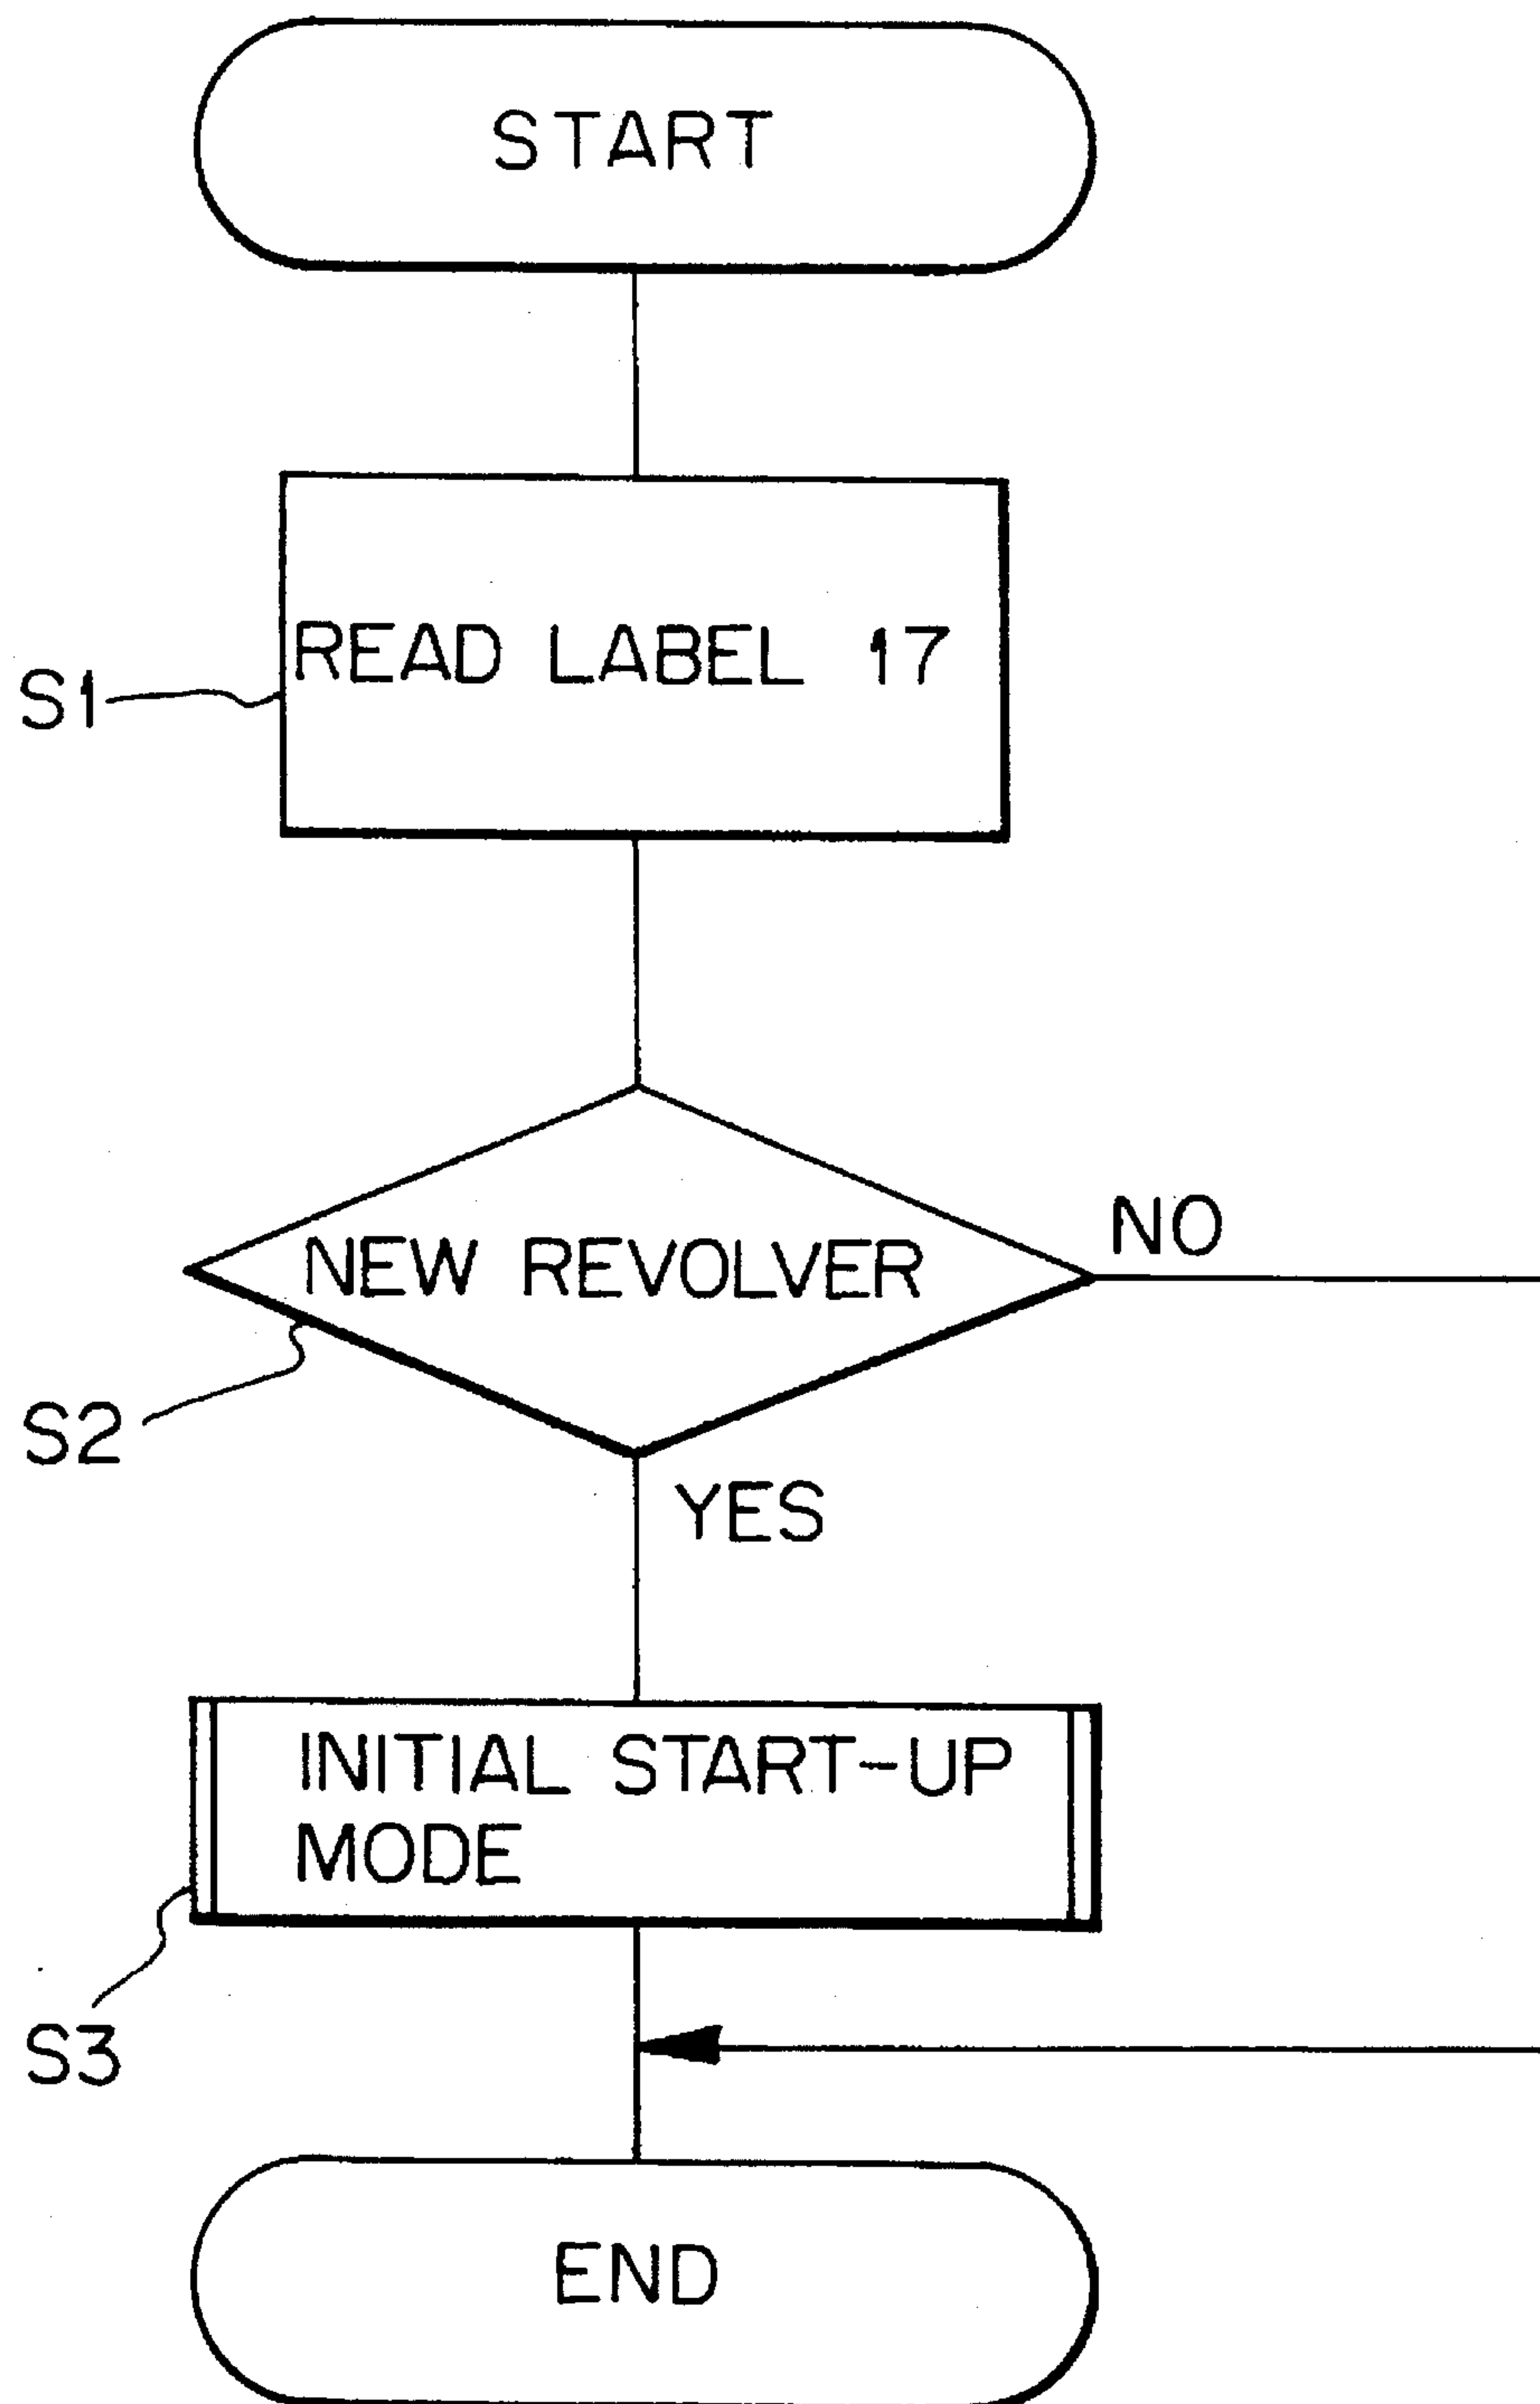 START
READ LABEL 17
S1
NEW REVOLVER
NO
S2
YES
INITIAL START-UP
MODE
S3
END